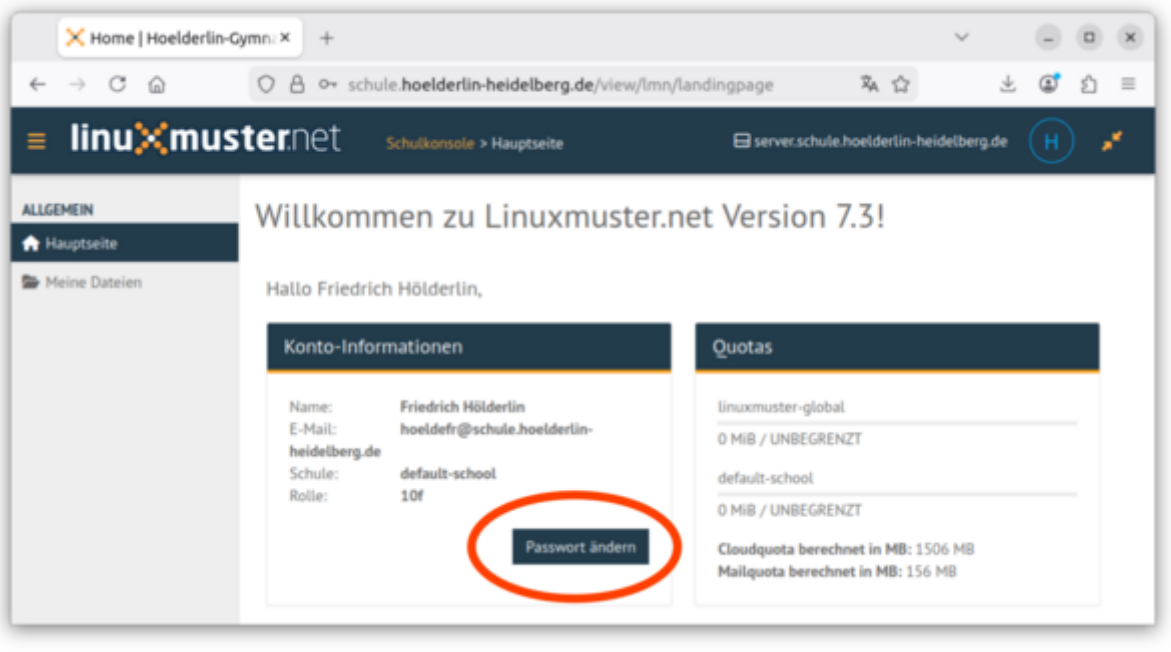 Home | Hoelderlin-Gymna
schule.hoelderlin-heidelberg.de/view/lmn/landingpage
linuxmuster.net
Schulkonsole > Hauptseite
server.schule.hoelderlin-heidelberg.de
H
ALLGEMEIN
Hauptseite
Meine Dateien
Willkommen zu Linuxmuster.net Version 7.3!
Hallo Friedrich Hölderlin,
Konto-Informationen
Name: Friedrich Hölderlin
E-Mail: hoeldefr@schule.hoelderlin-
heidelberg.de
Schule: default-school
Rolle: 10f
Passwort ändern
Quotas
linuxmuster-global
0 MiB / UNBEGRENZT
default-school
0 MiB / UNBEGRENZT
Cloudquota berechnet in MB: 1506 MB
Mailquota berechnet in MB: 156 MB